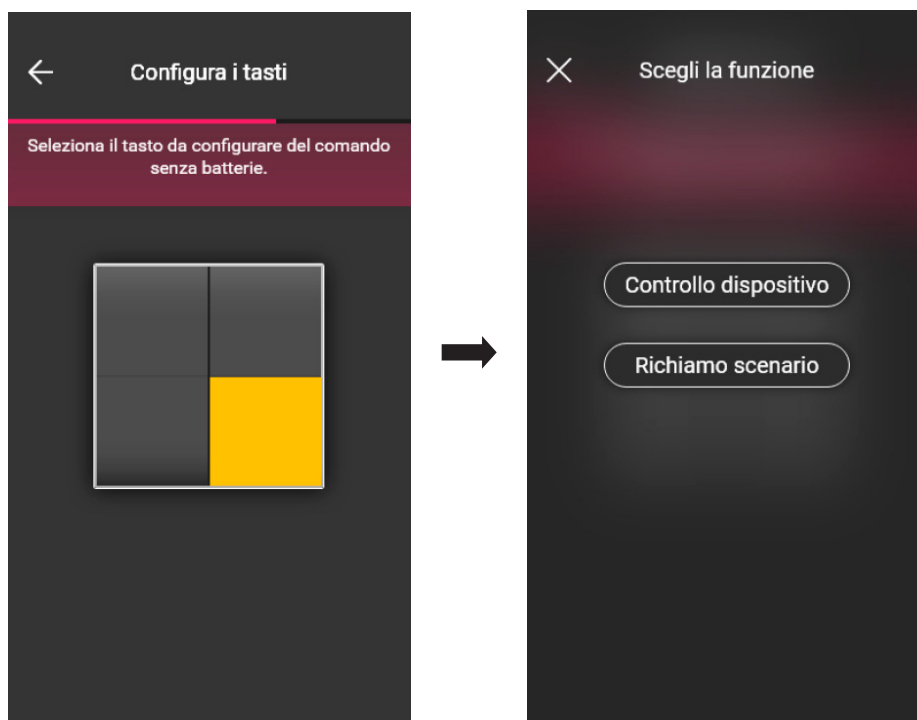 Configura i tasti
Seleziona il tasto da configurare del comando
senza batterie.
Scegli la funzione
Controllo dispositivo
Richiamo scenario